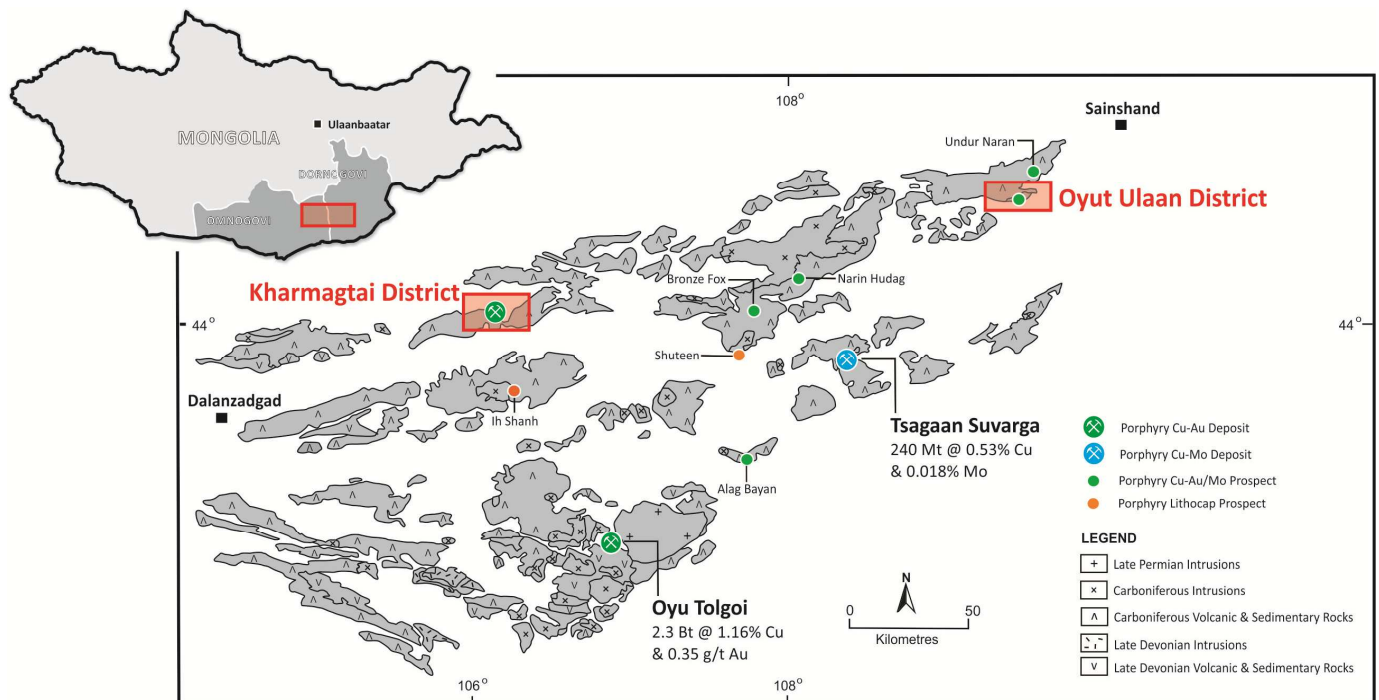 MONGOLIA
Ulaanbaatar
DORNOGOVI
OMNOGOVI
108°
Sainshand
Undur Naran
Oyut Ulaan District
Bronze Fox
Narin Hudag
Kharmagtai District
44°
44°
Shuteen
Dalanzadgad
Ih Shanh
Tsagaan Suvarga
240 Mt @ 0.53% Cu
& 0.018% Mo
Alag Bayan
Oyu Tolgoi
2.3 Bt @ 1.16% Cu
& 0.35 g/t Au
N
0 50
Kilometres
Porphyry Cu-Au Deposit
Porphyry Cu-Mo Deposit
Porphyry Cu-Au/Mo Prospect
Porphyry Lithocap Prospect
LEGEND
Late Permian Intrusions
Carboniferous Intrusions
Carboniferous Volcanic & Sedimentary Rocks
Late Devonian Intrusions
Late Devonian Volcanic & Sedimentary Rocks
106°
108°